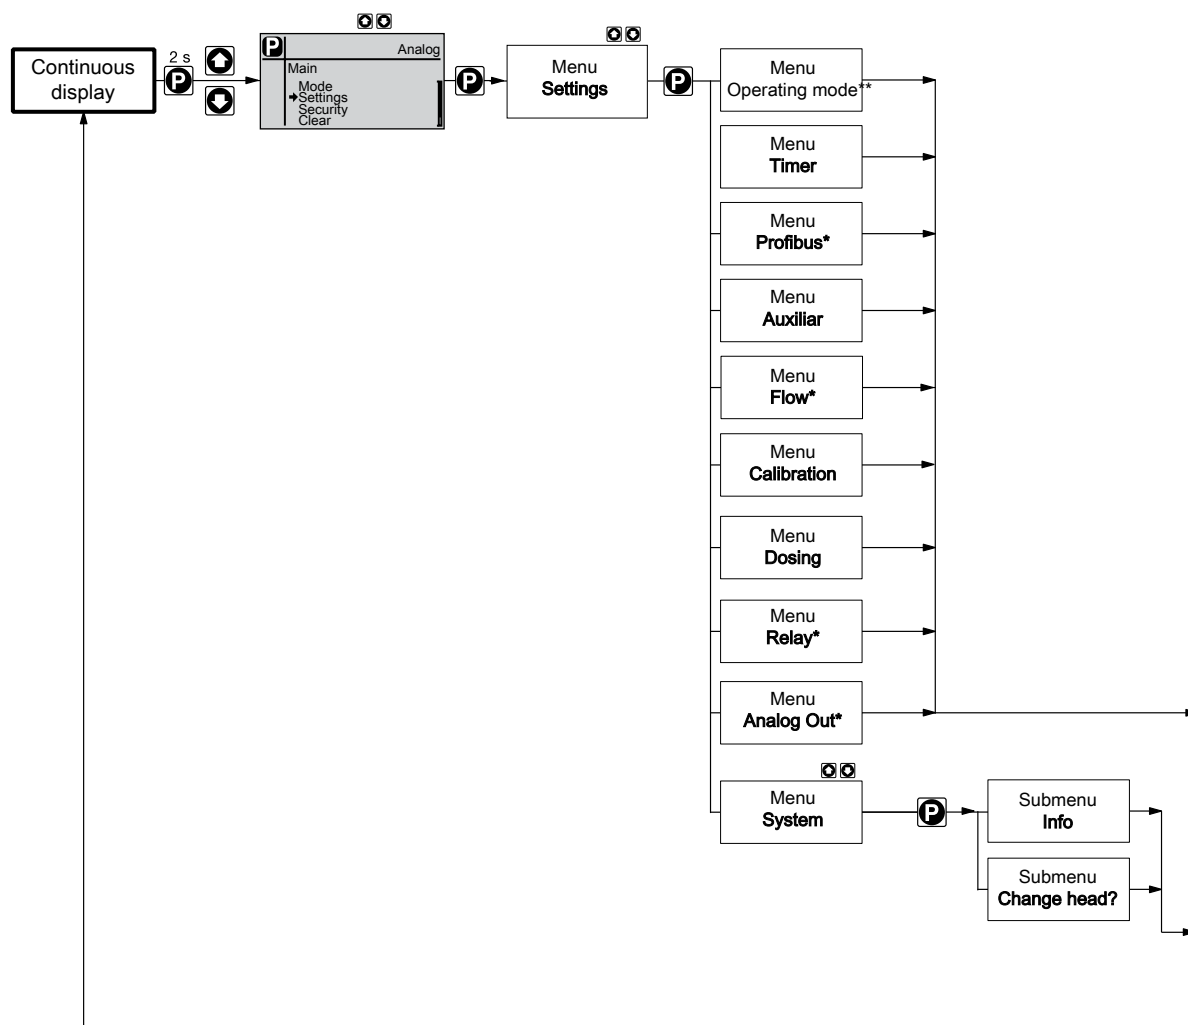 Continuous
display
2 s
P
P
Analog
Main
Mode
Settings
Security
Clear
P
Menu
Settings
P
Menu
Operating mode**
Menu
Timer
Menu
Profibus*
Menu
Auxiliar
Menu
Flow*
Menu
Calibration
Menu
Dosing
Menu
Relay*
Menu
Analog Out*
Menu
System
P
Submenu
Info
Submenu
Change head?